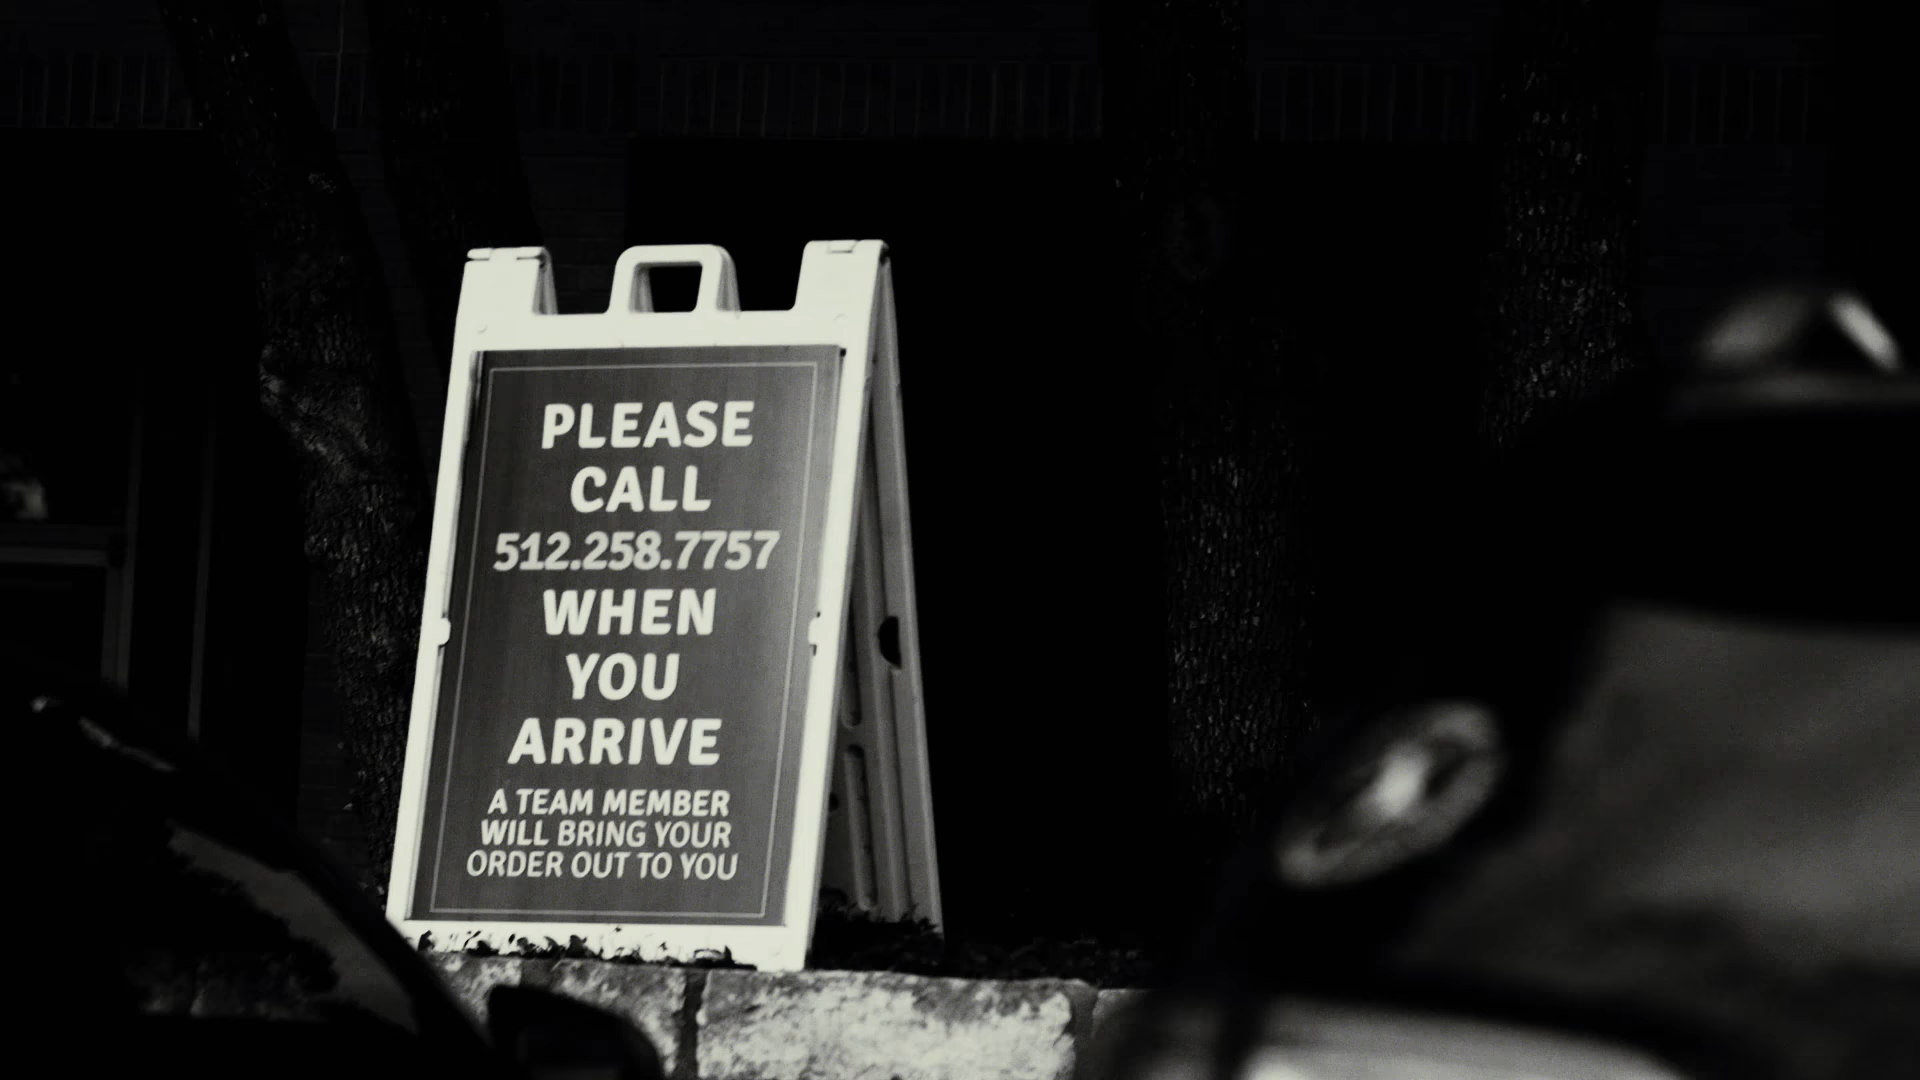 PLEASE
CALL
512.258.7757
WHEN
YOU
ARRIVE
A TEAM MEMBER
WILL BRING YOUR
ORDER OUT TO YOU